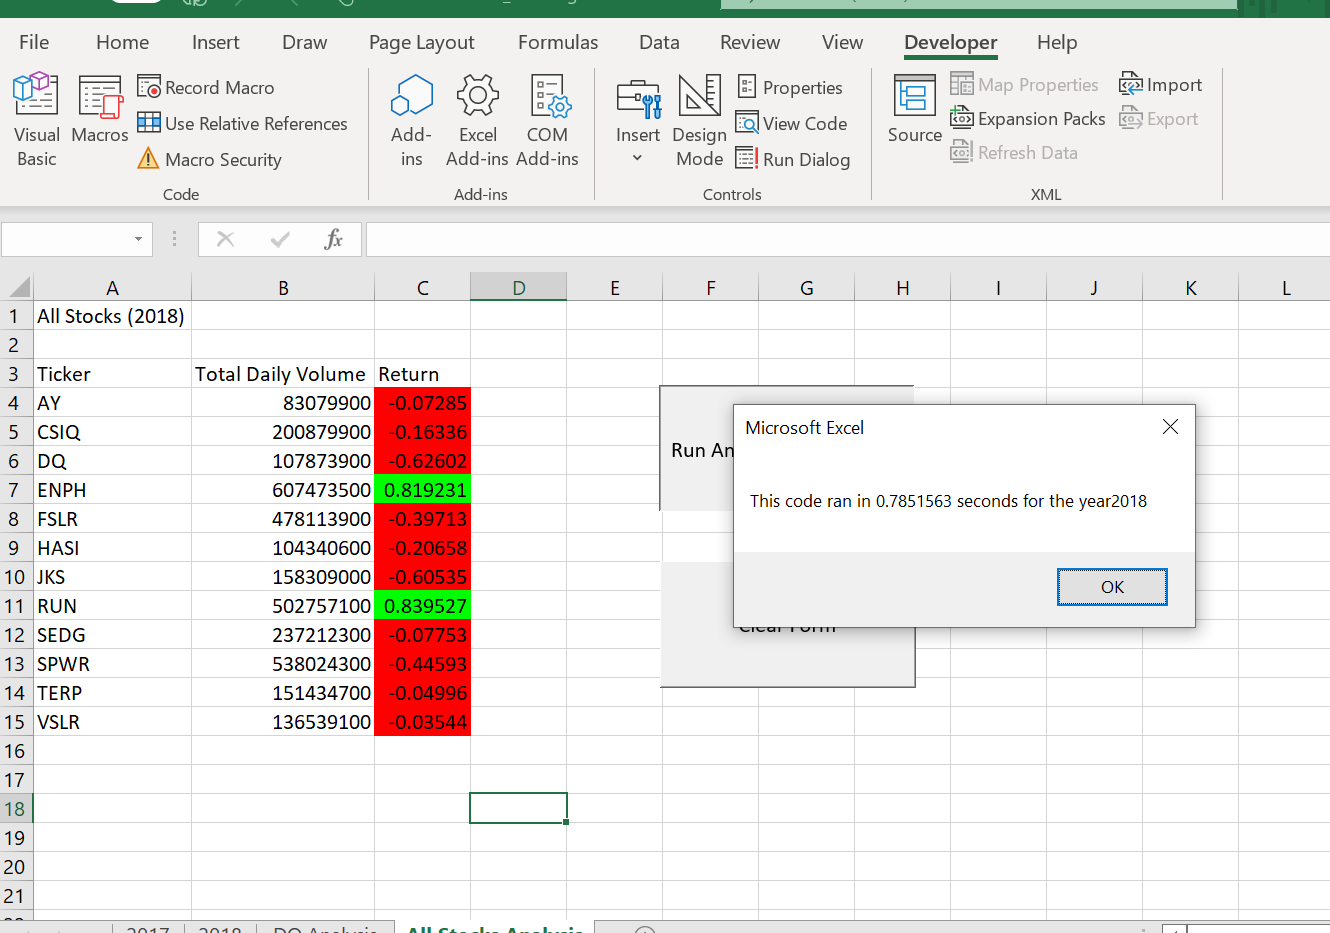 File Home Insert Draw Page Layout Formulas Data Review View Developer Help
Visual Basic
Macros
Record Macro
Use Relative References
Macro Security
Code
Add-ins
Excel Add-ins
COM Add-ins
Add-ins
Insert
Design Mode
Properties
View Code
Run Dialog
Controls
Source
Map Properties
Expansion Packs
Refresh Data
Import
Export
XML
fx
A B C D E F G H I J K L
1 All Stocks (2018)
2
3 Ticker Total Daily Volume Return
4 AY 83079900 -0.07285
5 CSIQ 200879900 -0.16336
6 DQ 107873900 -0.62602
7 ENPH 607473500 0.819231
8 FSLR 478113900 -0.39713
9 HASI 104340600 -0.20658
10 JKS 158309000 -0.60535
11 RUN 502757100 0.839527
12 SEDG 237212300 -0.07753
13 SPWR 538024300 -0.44593
14 TERP 151434700 -0.04996
15 VSLR 136539100 -0.03544
16
17
18
19
20
21
Run An
Microsoft Excel
This code ran in 0.7851563 seconds for the year2018
OK
Clear Form
2017 2018 DQ Analysis All Stocks Analysis